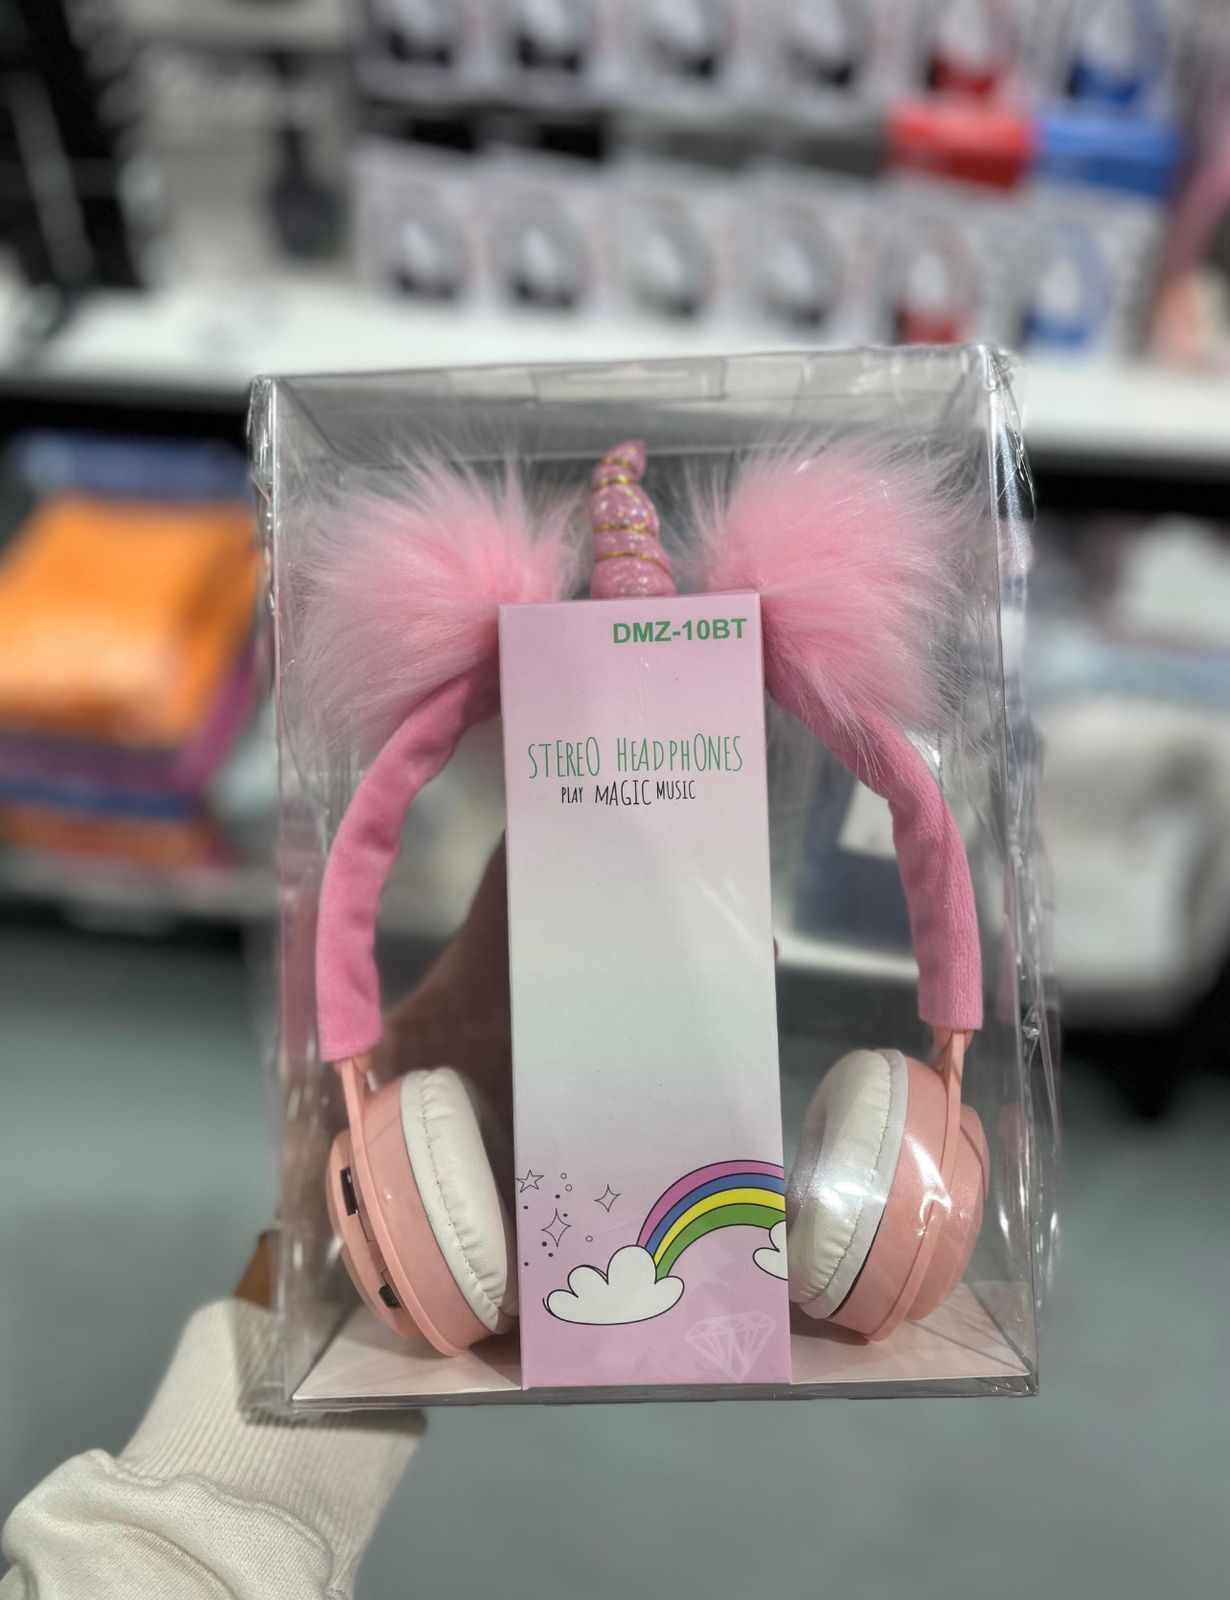 DMZ-10BT
STEREO HEADPHONES
PLAY MAGIC MUSIC